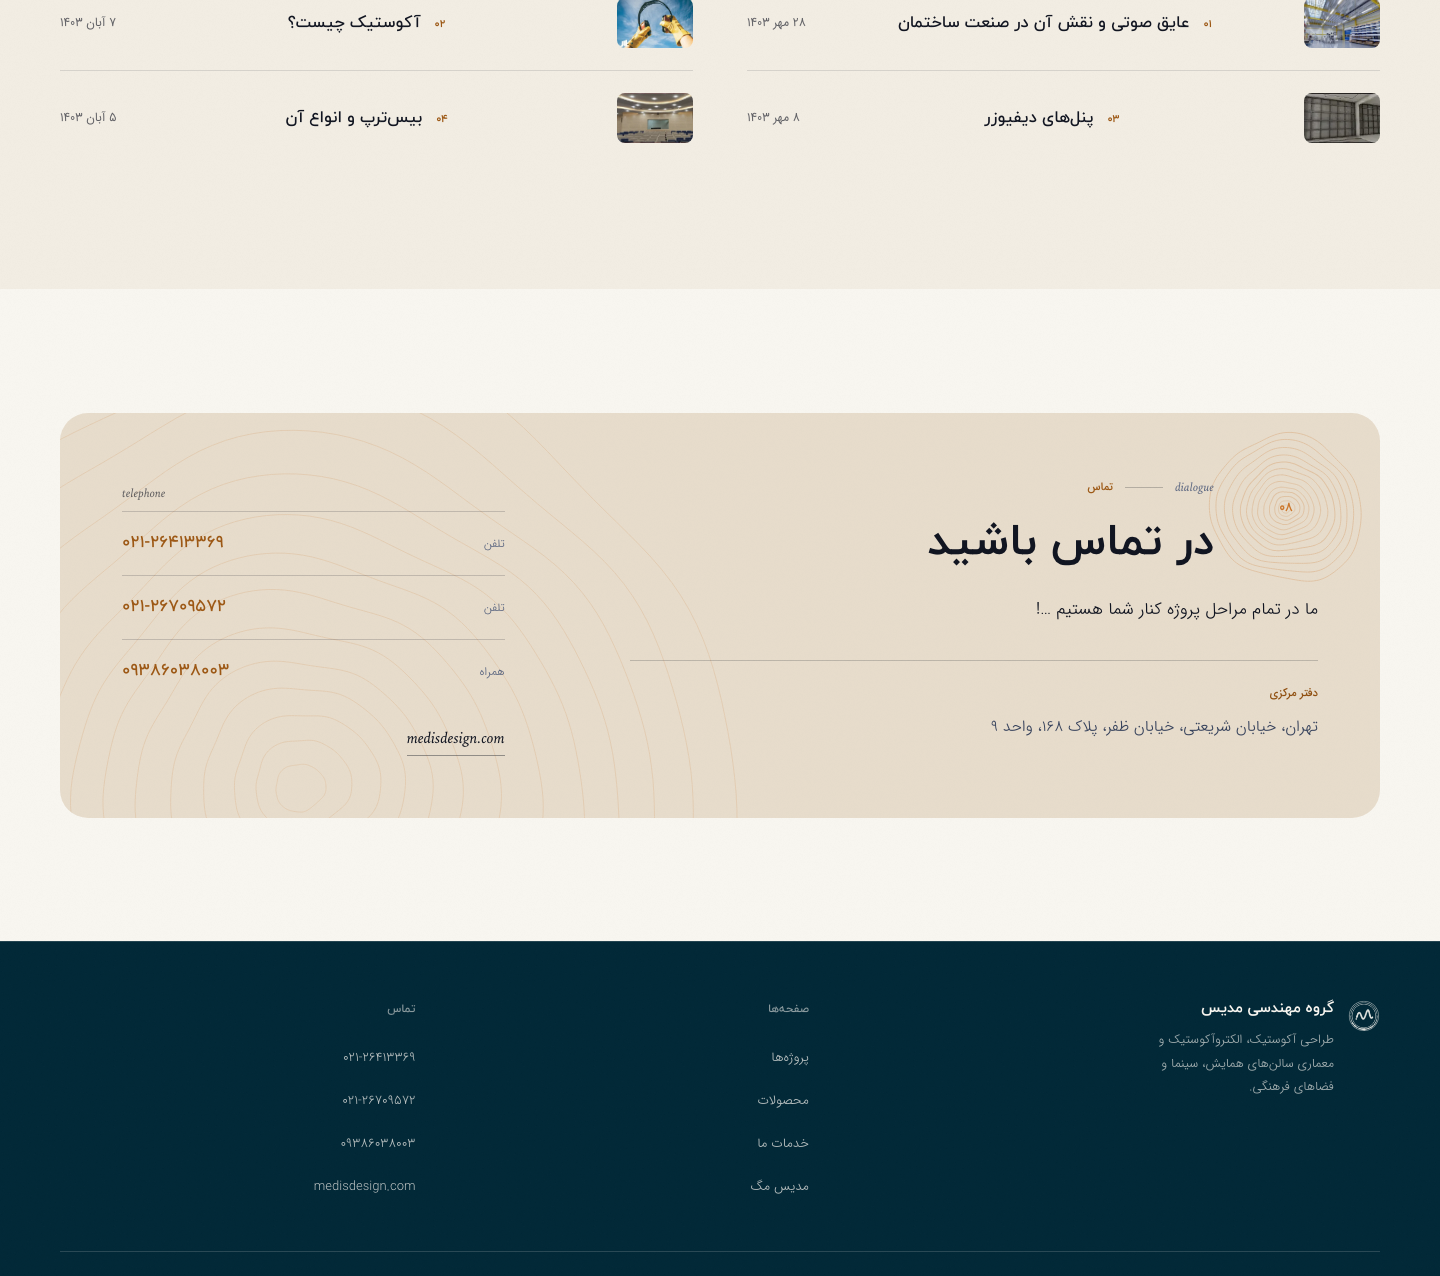 ۰۱ عایق صوتی و نقش آن در صنعت ساختمان ۲۸ مهر ۱۴۰۳
۰۲ آکوستیک چیست؟ ۷ آبان ۱۴۰۳
۰۳ پنل‌های دیفیوزر ۸ مهر ۱۴۰۳
۰۴ بیس‌ترپ و انواع آن ۵ آبان ۱۴۰۳
۰۸
dialogue تماس
در تماس باشید
ما در تمام مراحل پروژه کنار شما هستیم ...!
دفتر مرکزی
تهران، خیابان شریعتی، خیابان ظفر، پلاک ۱۶۸، واحد ۹
telephone
تلفن ۰۲۱-۲۶۴۱۳۳۶۹
تلفن ۰۲۱-۲۶۷۰۹۵۷۲
همراه ۰۹۳۸۶۰۳۸۰۰۳
medisdesign.com
گروه مهندسی مدیس
طراحی آکوستیک، الکتروآکوستیک و
معماری سالن‌های همایش، سینما و
فضاهای فرهنگی.
صفحه‌ها
پروژه‌ها
محصولات
خدمات ما
مدیس مگ
تماس
۰۲۱-۲۶۴۱۳۳۶۹
۰۲۱-۲۶۷۰۹۵۷۲
۰۹۳۸۶۰۳۸۰۰۳
medisdesign.com